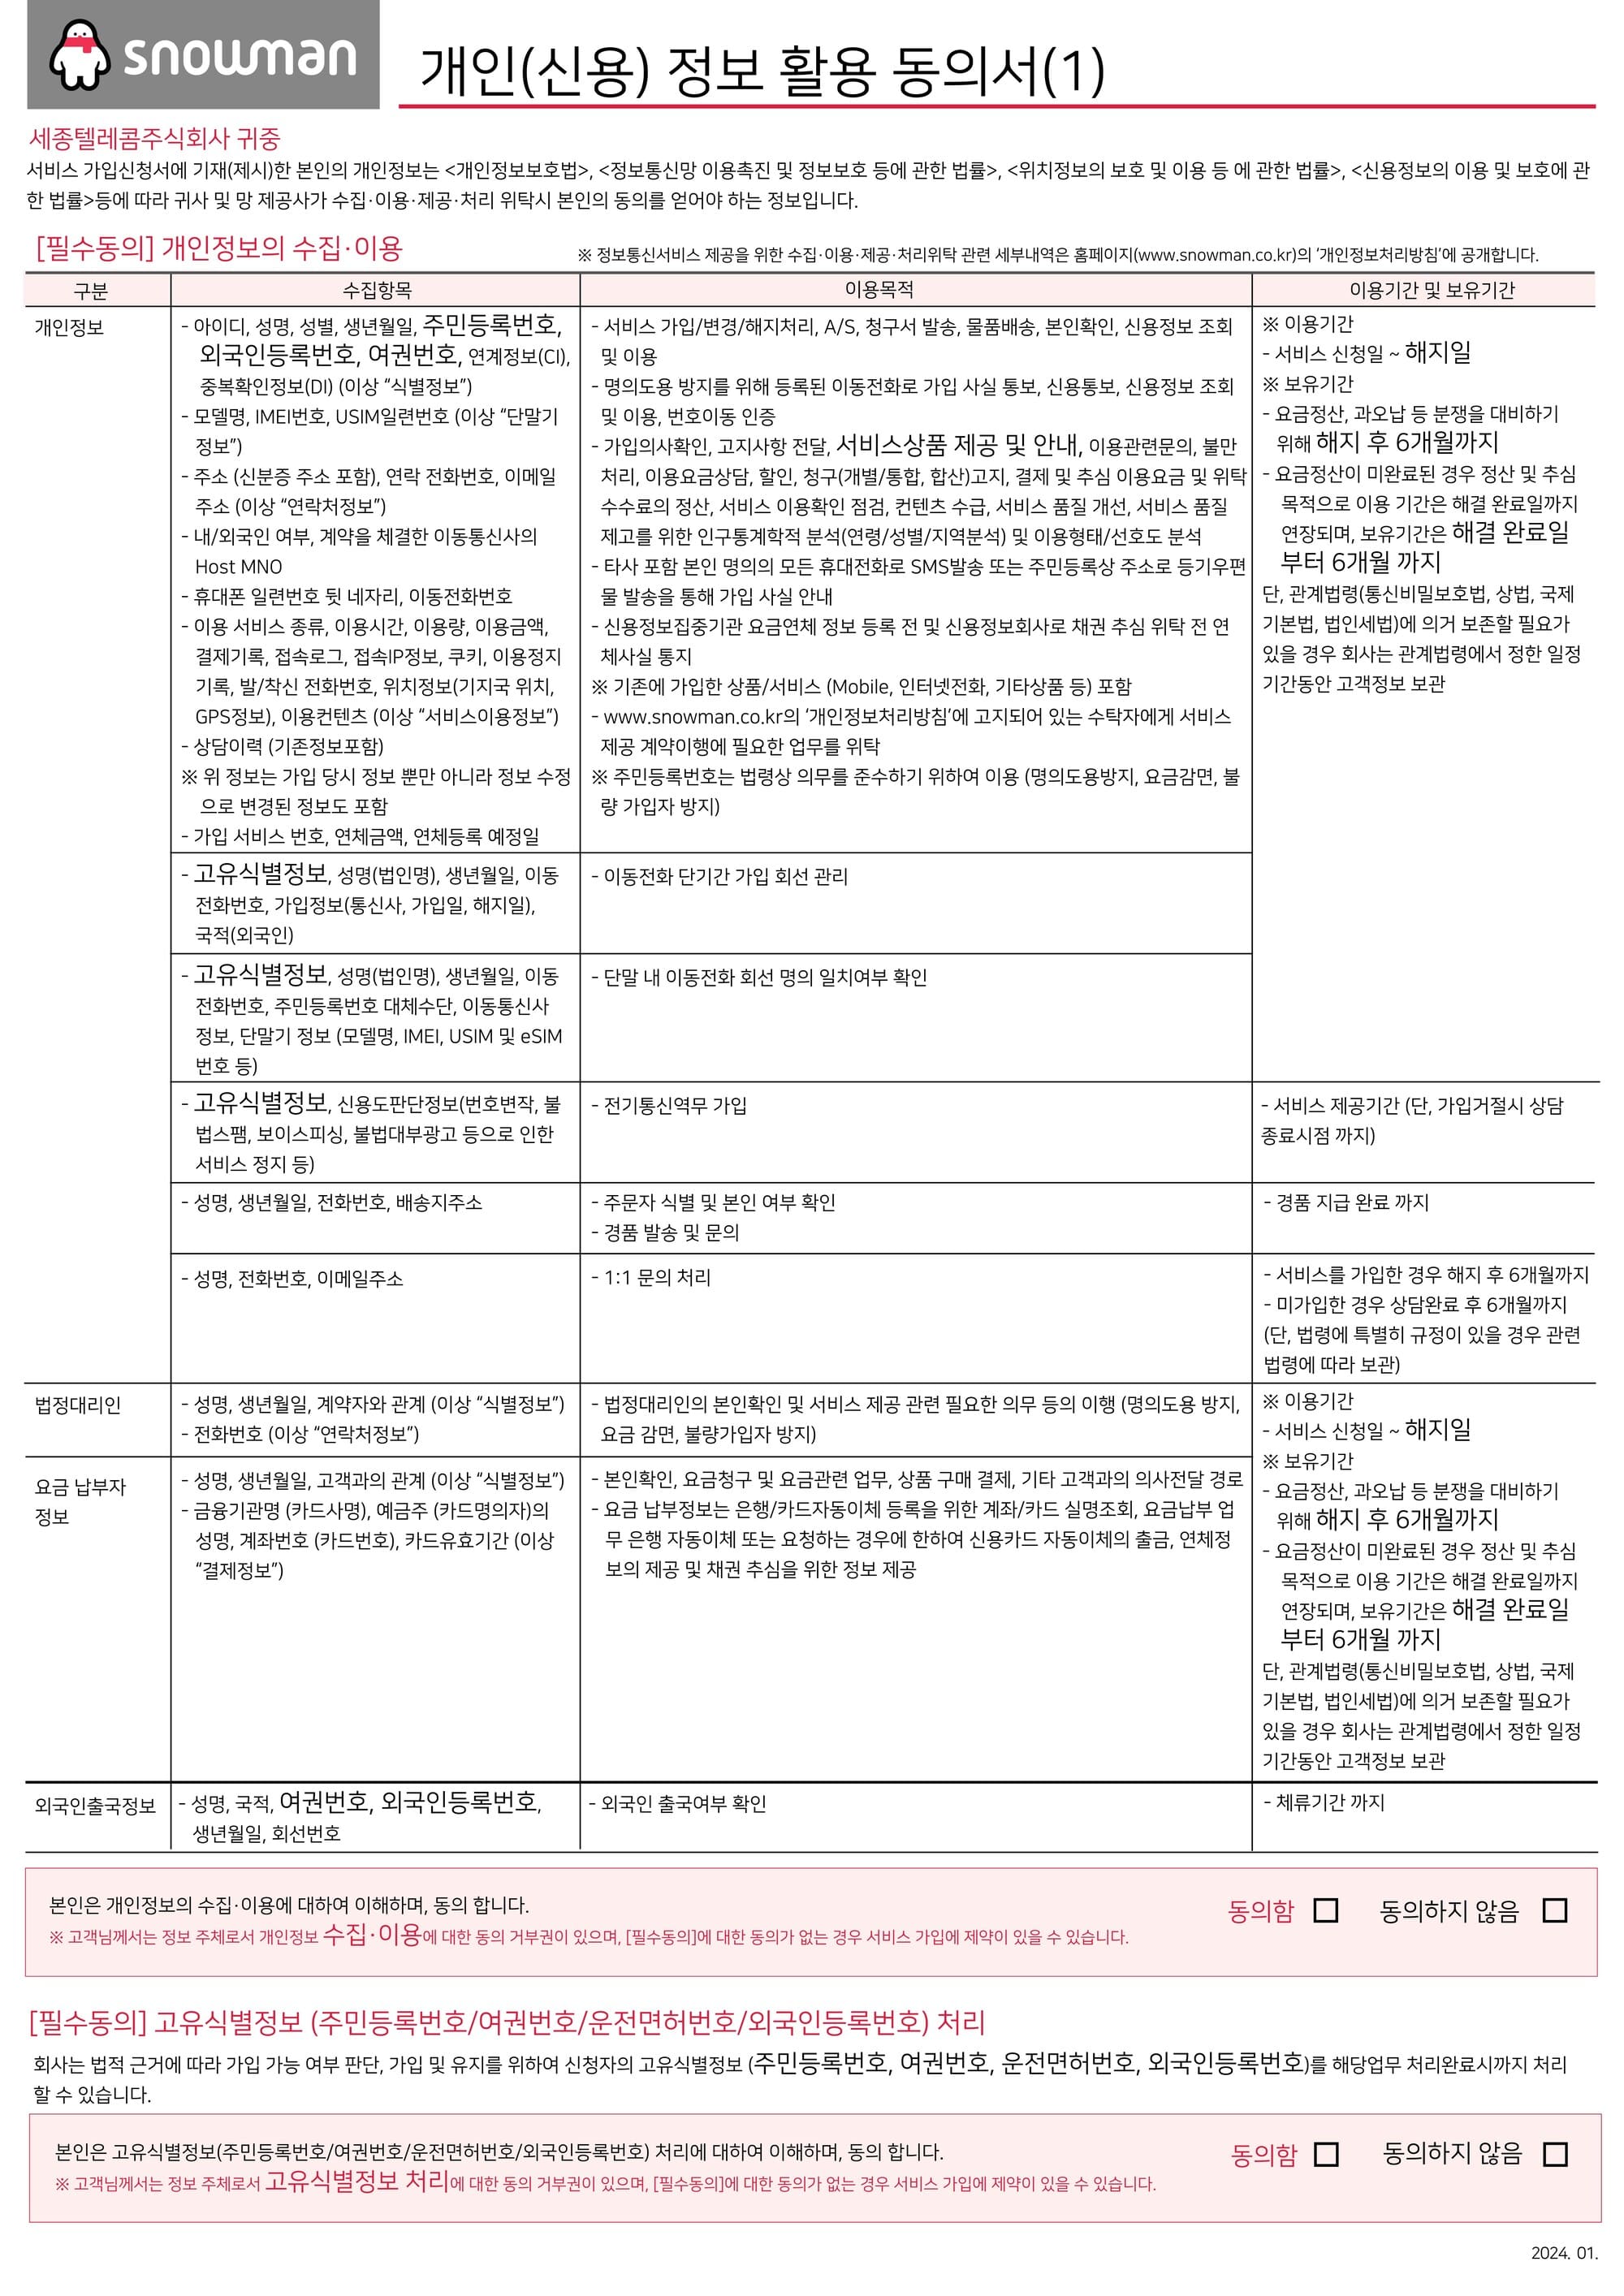 snowman
개인(신용) 정보 활용 동의서(1)
세종텔레콤주식회사 귀중
서비스 가입신청서에 기재(제시)한 본인의 개인정보는 <개인정보보호법>, <정보통신망 이용촉진 및 정보보호 등에 관한 법률>, <위치정보의 보호 및 이용 등 에 관한 법률>, <신용정보의 이용 및 보호에 관
한 법률>등에 따라 귀사 및 망 제공사가 수집·이용·제공·처리 위탁시 본인의 동의를 얻어야 하는 정보입니다.
[필수동의] 개인정보의 수집·이용
※ 정보통신서비스 제공을 위한 수집·이용·제공·처리위탁 관련 세부내역은 홈페이지(www.snowman.co.kr)의 ‘개인정보처리방침’에 공개합니다.
구분
수집항목
이용목적
이용기간 및 보유기간
개인정보
- 아이디, 성명, 성별, 생년월일, 주민등록번호,
외국인등록번호, 여권번호, 연계정보(CI),
중복확인정보(DI) (이상 “식별정보”)
- 모델명, IMEI번호, USIM일련번호 (이상 “단말기
정보”)
- 주소 (신분증 주소 포함), 연락 전화번호, 이메일
주소 (이상 “연락처정보”)
- 내/외국인 여부, 계약을 체결한 이동통신사의
Host MNO
- 휴대폰 일련번호 뒷 네자리, 이동전화번호
- 이용 서비스 종류, 이용시간, 이용량, 이용금액,
결제기록, 접속로그, 접속IP정보, 쿠키, 이용정지
기록, 발/착신 전화번호, 위치정보(기지국 위치,
GPS정보), 이용컨텐츠 (이상 “서비스이용정보”)
- 상담이력 (기존정보포함)
※ 위 정보는 가입 당시 정보 뿐만 아니라 정보 수정
으로 변경된 정보도 포함
- 가입 서비스 번호, 연체금액, 연체등록 예정일
- 서비스 가입/변경/해지처리, A/S, 청구서 발송, 물품배송, 본인확인, 신용정보 조회
및 이용
- 명의도용 방지를 위해 등록된 이동전화로 가입 사실 통보, 신용통보, 신용정보 조회
및 이용, 번호이동 인증
- 가입의사확인, 고지사항 전달, 서비스상품 제공 및 안내, 이용관련문의, 불만
처리, 이용요금상담, 할인, 청구(개별/통합, 합산)고지, 결제 및 추심 이용요금 및 위탁
수수료의 정산, 서비스 이용확인 점검, 컨텐츠 수급, 서비스 품질 개선, 서비스 품질
제고를 위한 인구통계학적 분석(연령/성별/지역분석) 및 이용형태/선호도 분석
- 타사 포함 본인 명의의 모든 휴대전화로 SMS발송 또는 주민등록상 주소로 등기우편
물 발송을 통해 가입 사실 안내
- 신용정보집중기관 요금연체 정보 등록 전 및 신용정보회사로 채권 추심 위탁 전 연
체사실 통지
※ 기존에 가입한 상품/서비스 (Mobile, 인터넷전화, 기타상품 등) 포함
- www.snowman.co.kr의 ‘개인정보처리방침’에 고지되어 있는 수탁자에게 서비스
제공 계약이행에 필요한 업무를 위탁
※ 주민등록번호는 법령상 의무를 준수하기 위하여 이용 (명의도용방지, 요금감면, 불
량 가입자 방지)
※ 이용기간
- 서비스 신청일 ~ 해지일
※ 보유기간
- 요금정산, 과오납 등 분쟁을 대비하기
위해 해지 후 6개월까지
- 요금정산이 미완료된 경우 정산 및 추심
목적으로 이용 기간은 해결 완료일까지
연장되며, 보유기간은 해결 완료일
부터 6개월 까지
단, 관계법령(통신비밀보호법, 상법, 국제
기본법, 법인세법)에 의거 보존할 필요가
있을 경우 회사는 관계법령에서 정한 일정
기간동안 고객정보 보관
- 고유식별정보, 성명(법인명), 생년월일, 이동
전화번호, 가입정보(통신사, 가입일, 해지일),
국적(외국인)
- 이동전화 단기간 가입 회선 관리
- 고유식별정보, 성명(법인명), 생년월일, 이동
전화번호, 주민등록번호 대체수단, 이동통신사
정보, 단말기 정보 (모델명, IMEI, USIM 및 eSIM
번호 등)
- 단말 내 이동전화 회선 명의 일치여부 확인
- 고유식별정보, 신용도판단정보(번호변작, 불
법스팸, 보이스피싱, 불법대부광고 등으로 인한
서비스 정지 등)
- 전기통신역무 가입
- 서비스 제공기간 (단, 가입거절시 상담
종료시점 까지)
- 성명, 생년월일, 전화번호, 배송지주소
- 주문자 식별 및 본인 여부 확인
- 경품 발송 및 문의
- 경품 지급 완료 까지
- 성명, 전화번호, 이메일주소
- 1:1 문의 처리
- 서비스를 가입한 경우 해지 후 6개월까지
- 미가입한 경우 상담완료 후 6개월까지
(단, 법령에 특별히 규정이 있을 경우 관련
법령에 따라 보관)
법정대리인
- 성명, 생년월일, 계약자와 관계 (이상 “식별정보”)
- 전화번호 (이상 “연락처정보”)
- 법정대리인의 본인확인 및 서비스 제공 관련 필요한 의무 등의 이행 (명의도용 방지,
요금 감면, 불량가입자 방지)
※ 이용기간
- 서비스 신청일 ~ 해지일
※ 보유기간
- 요금정산, 과오납 등 분쟁을 대비하기
위해 해지 후 6개월까지
- 요금정산이 미완료된 경우 정산 및 추심
목적으로 이용 기간은 해결 완료일까지
연장되며, 보유기간은 해결 완료일
부터 6개월 까지
단, 관계법령(통신비밀보호법, 상법, 국제
기본법, 법인세법)에 의거 보존할 필요가
있을 경우 회사는 관계법령에서 정한 일정
기간동안 고객정보 보관
요금 납부자
정보
- 성명, 생년월일, 고객과의 관계 (이상 “식별정보”)
- 금융기관명 (카드사명), 예금주 (카드명의자)의
성명, 계좌번호 (카드번호), 카드유효기간 (이상
“결제정보”)
- 본인확인, 요금청구 및 요금관련 업무, 상품 구매 결제, 기타 고객과의 의사전달 경로
- 요금 납부정보는 은행/카드자동이체 등록을 위한 계좌/카드 실명조회, 요금납부 업
무 은행 자동이체 또는 요청하는 경우에 한하여 신용카드 자동이체의 출금, 연체정
보의 제공 및 채권 추심을 위한 정보 제공
외국인출국정보
- 성명, 국적, 여권번호, 외국인등록번호,
생년월일, 회선번호
- 외국인 출국여부 확인
- 체류기간 까지
본인은 개인정보의 수집·이용에 대하여 이해하며, 동의 합니다.
동의함 ☐ 동의하지 않음 ☐
※ 고객님께서는 정보 주체로서 개인정보 수집·이용에 대한 동의 거부권이 있으며, [필수동의]에 대한 동의가 없는 경우 서비스 가입에 제약이 있을 수 있습니다.
[필수동의] 고유식별정보 (주민등록번호/여권번호/운전면허번호/외국인등록번호) 처리
회사는 법적 근거에 따라 가입 가능 여부 판단, 가입 및 유지를 위하여 신청자의 고유식별정보 (주민등록번호, 여권번호, 운전면허번호, 외국인등록번호)를 해당업무 처리완료시까지 처리
할 수 있습니다.
본인은 고유식별정보(주민등록번호/여권번호/운전면허번호/외국인등록번호) 처리에 대하여 이해하며, 동의 합니다.
동의함 ☐ 동의하지 않음 ☐
※ 고객님께서는 정보 주체로서 고유식별정보 처리에 대한 동의 거부권이 있으며, [필수동의]에 대한 동의가 없는 경우 서비스 가입에 제약이 있을 수 있습니다.
2024. 01.